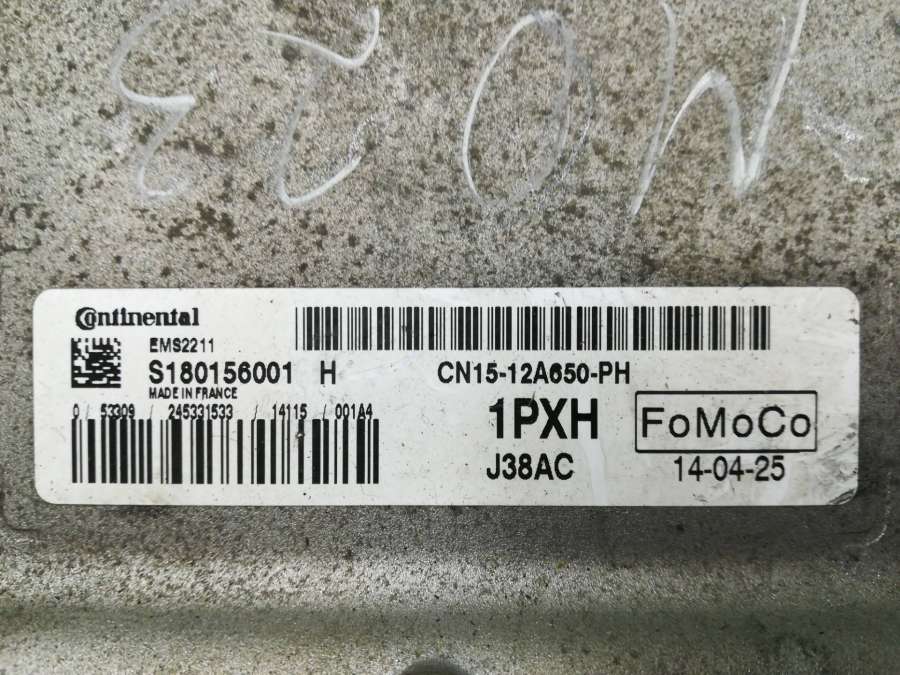 Continental
EMS2211
S180156001 H
MADE IN FRANCE
0 / 53309 / 245331533 / 14115 / 001A4
CN15-12A650-PH
1PXH
FoMoCo
J38AC
14-04-25